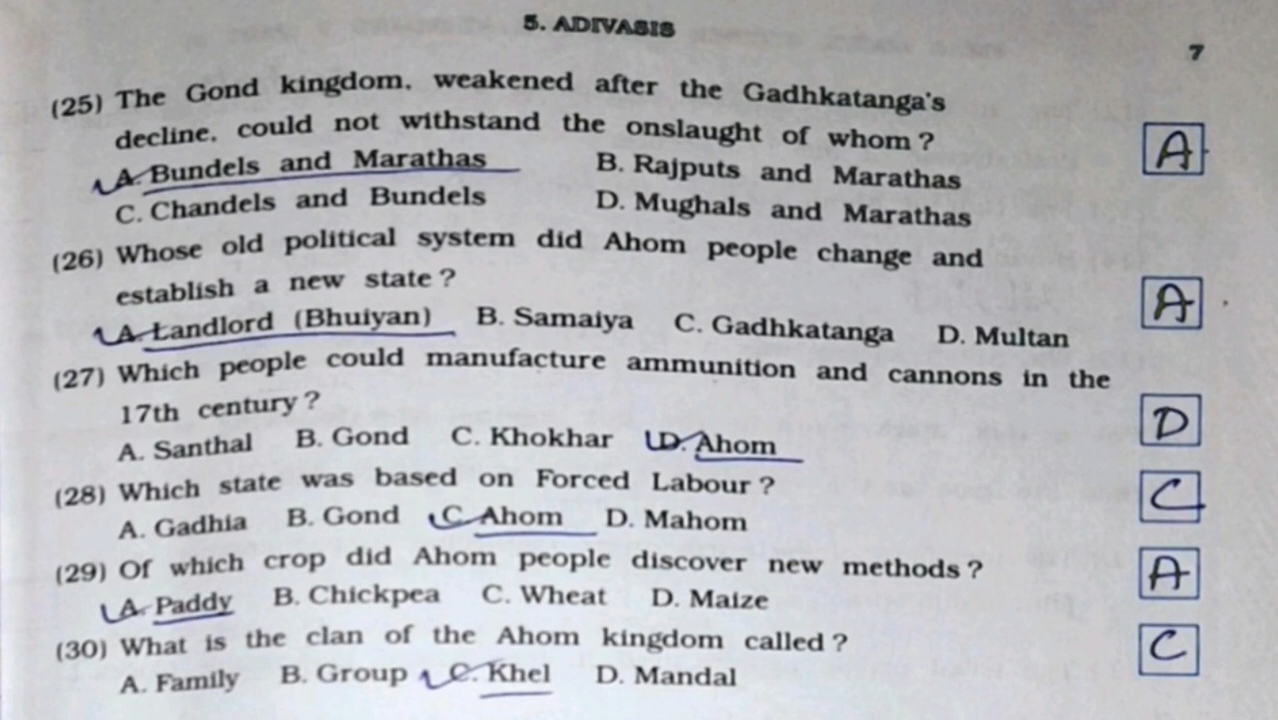 5. ADIVASIS
7
(25) The Gond kingdom, weakened after the Gadhkatanga's
decline, could not withstand the onslaught of whom ?
A. Bundels and Marathas B. Rajputs and Marathas
A
C. Chandels and Bundels D. Mughals and Marathas
(26) Whose old political system did Ahom people change and
establish a new state ?
A
A. Landlord (Bhuiyan) B. Samaiya C. Gadhkatanga D. Multan
(27) Which people could manufacture ammunition and cannons in the
17th century ?
D
A. Santhal B. Gond C. Khokhar D. Ahom
(28) Which state was based on Forced Labour ?
C
A. Gadhia B. Gond C. Ahom D. Mahom
(29) Of which crop did Ahom people discover new methods ?
A
A. Paddy B. Chickpea C. Wheat D. Maize
(30) What is the clan of the Ahom kingdom called ?
C
A. Family B. Group C. Khel D. Mandal